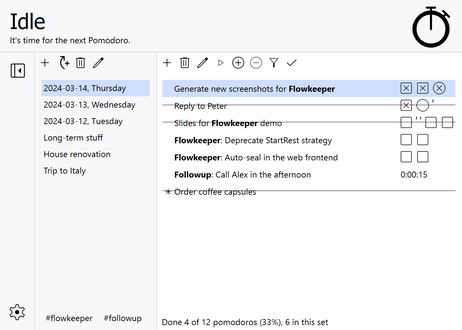 Idle
It's time for the next Pomodoro.
2024-03-14, Thursday
2024-03-13, Wednesday
2024-03-12, Tuesday
Long-term stuff
House renovation
Trip to Italy
#flowkeeper #followup
Generate new screenshots for Flowkeeper
Reply to Peter
Slides for Flowkeeper demo
Flowkeeper: Deprecate StartRest strategy
Flowkeeper: Auto-seal in the web frontend
Followup: Call Alex in the afternoon 0:00:15
Order coffee capsules
Done 4 of 12 pomodoros (33%), 6 in this set